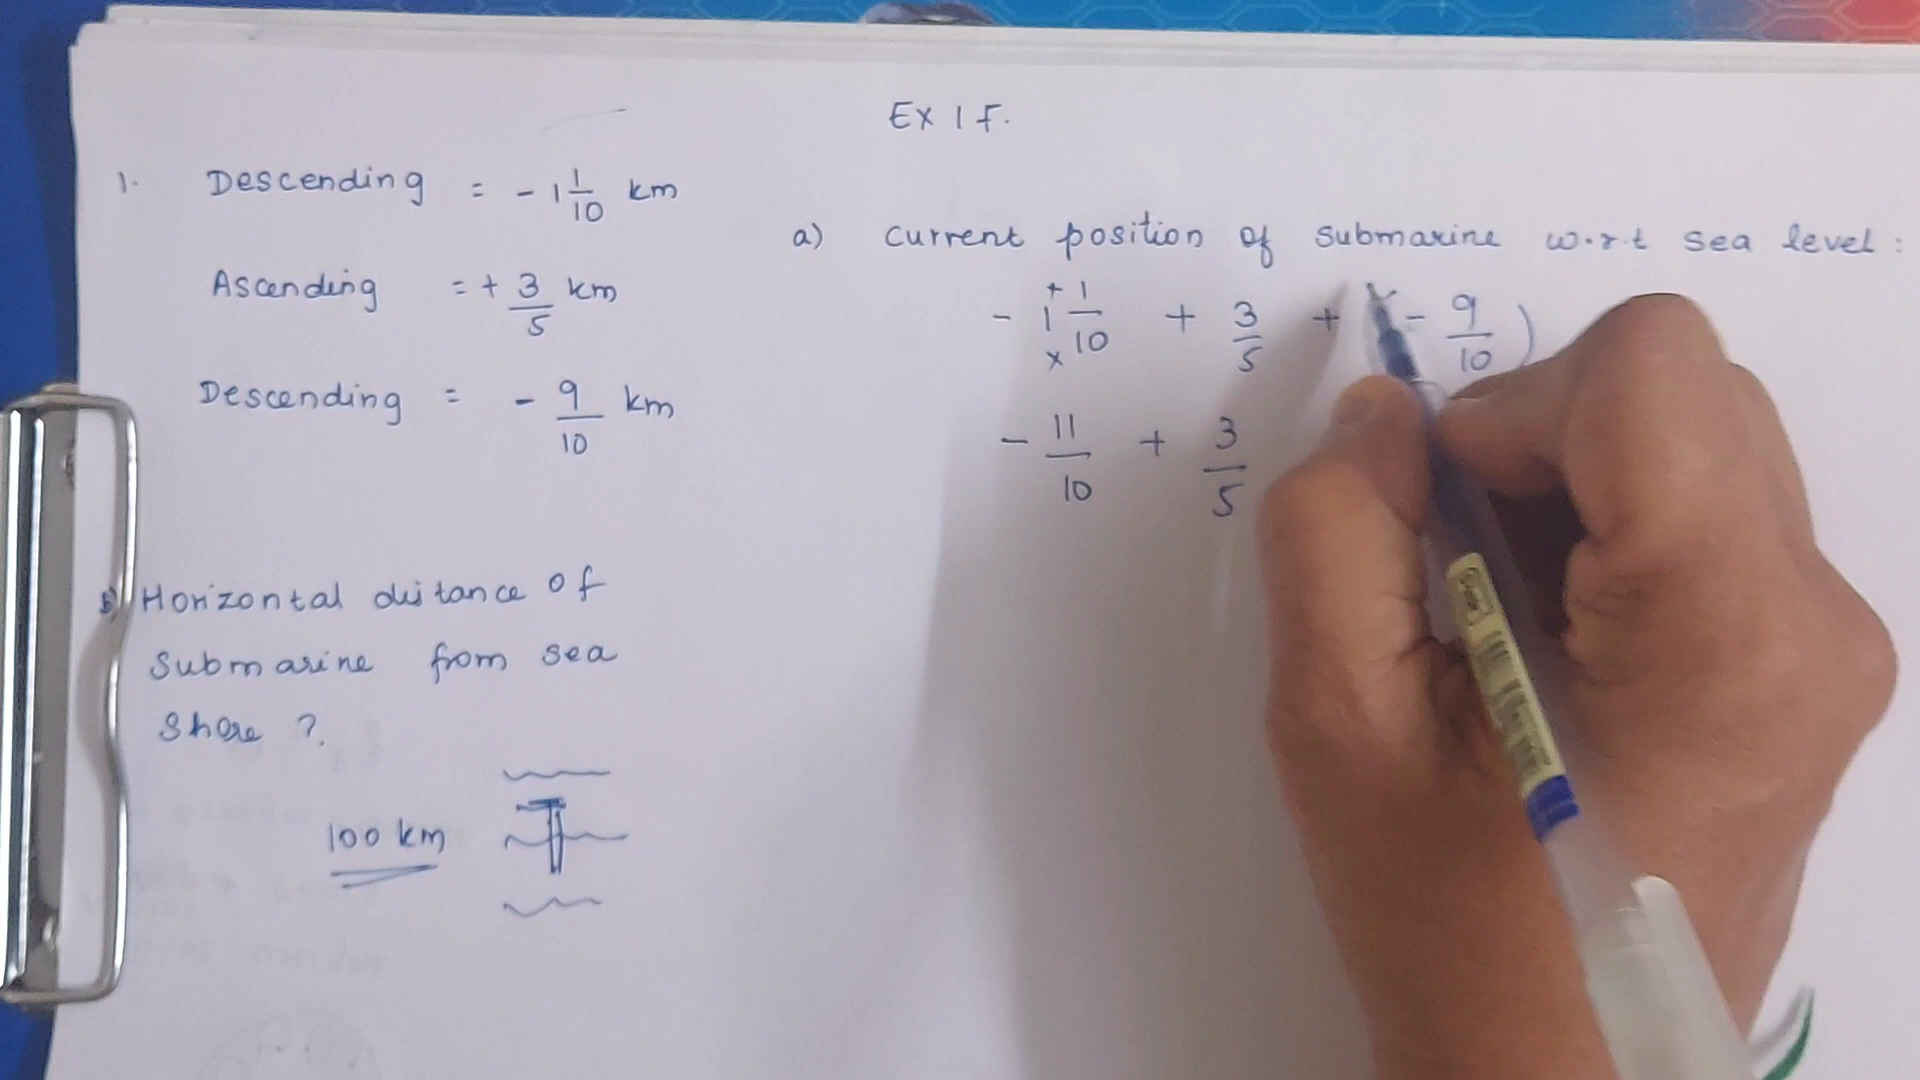 Ex 1 F.
1. Descending = - 1 1/10 km
Ascending = + 3/5 km
Descending = - 9/10 km
a) current position of submarine w.r.t sea level :
- 1 1/10 + 3/5 + ( - 9/10 )
+
x
- 11/10 + 3/5
b) Horizontal distance of
submarine from sea
shore ?
100 km